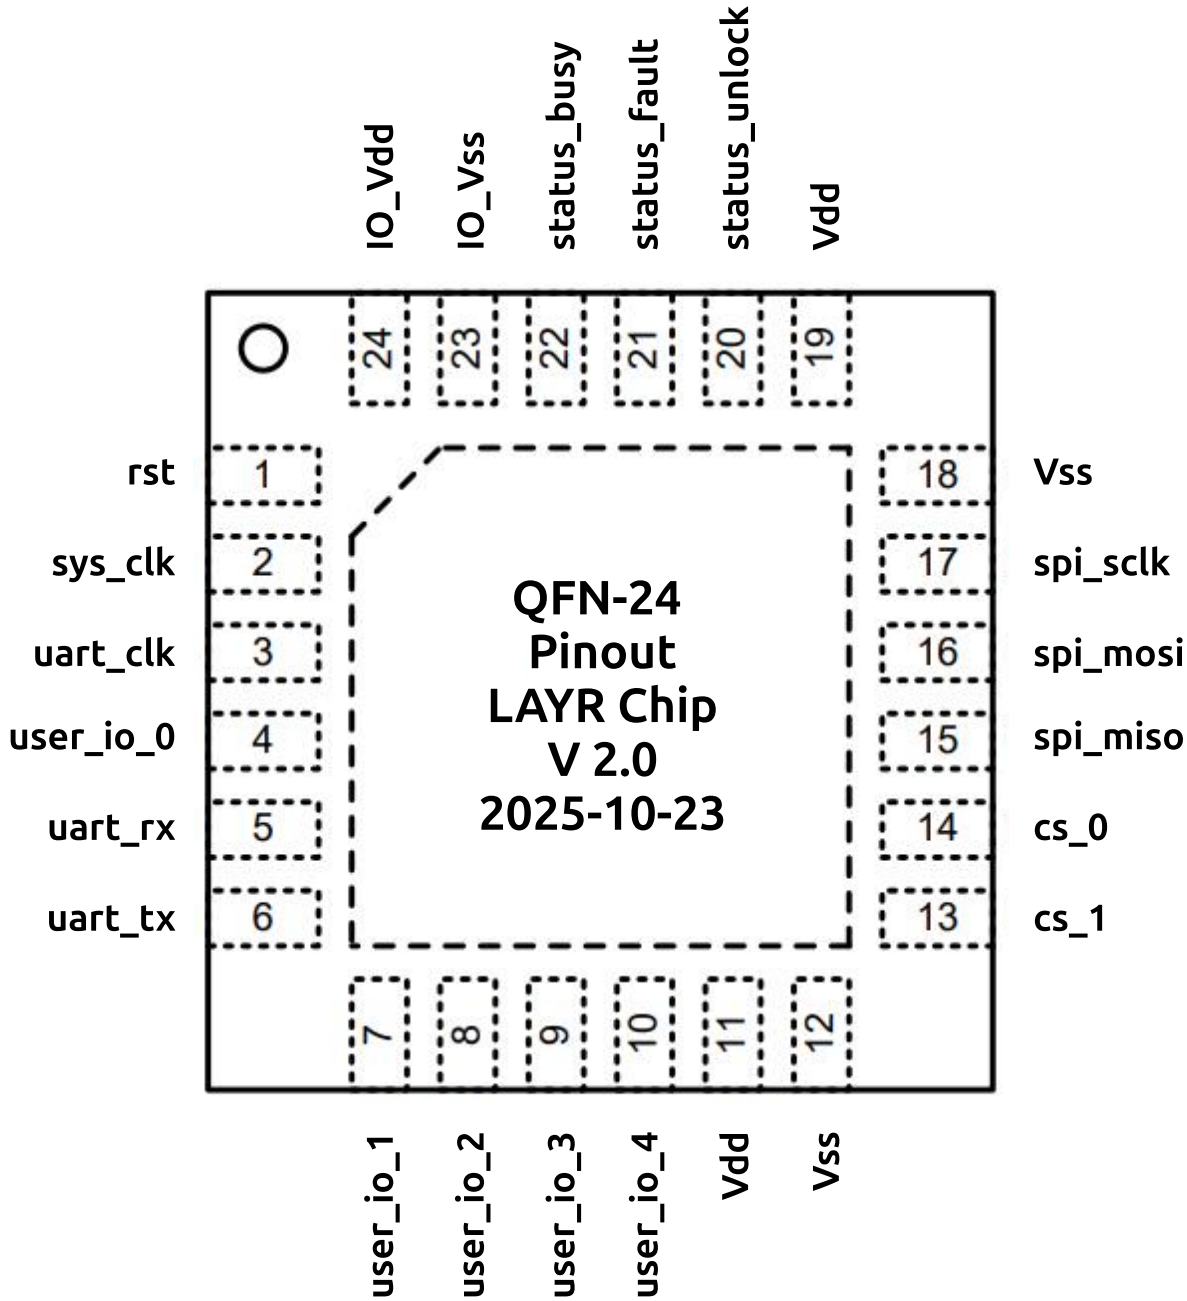 IO_Vdd
IO_Vss
status_busy
status_fault
status_unlock
Vdd
24
23
22
21
20
19
rst
1
sys_clk
2
uart_clk
3
user_io_0
4
uart_rx
5
uart_tx
6
QFN-24
Pinout
LAYR Chip
V 2.0
2025-10-23
18
Vss
17
spi_sclk
16
spi_mosi
15
spi_miso
14
cs_0
13
cs_1
7
8
9
10
11
12
user_io_1
user_io_2
user_io_3
user_io_4
Vdd
Vss